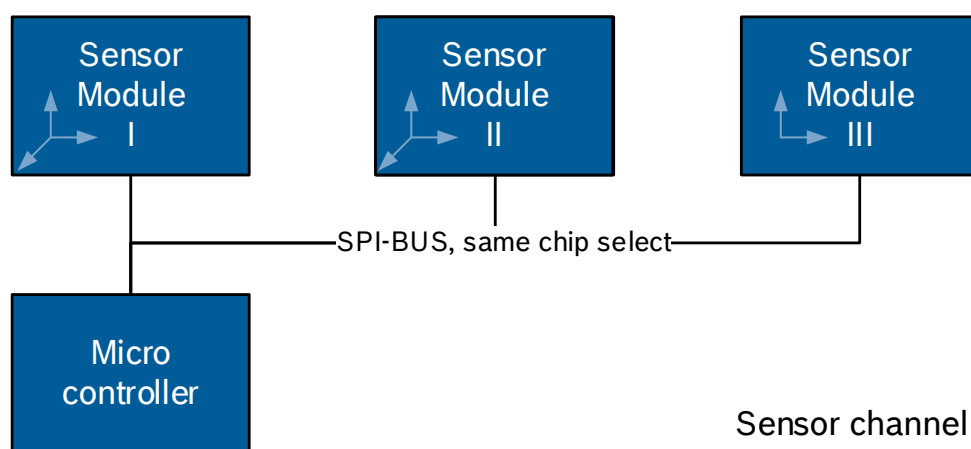 Sensor
Module
I
Sensor
Module
II
Sensor
Module
III
SPI-BUS, same chip select
Micro
controller
Sensor channel